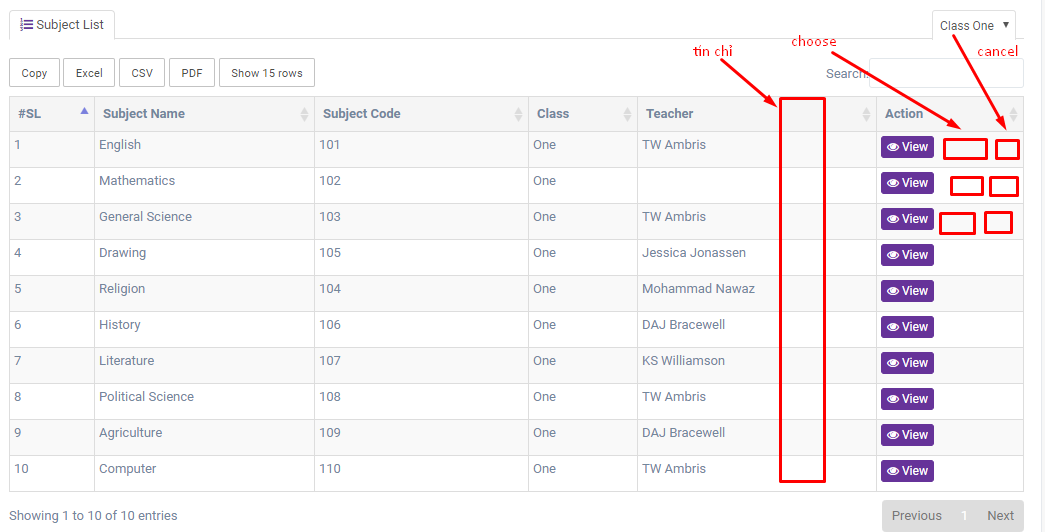 Subject List
Class One
tín chỉ
choose
cancel
Copy Excel CSV PDF Show 15 rows
Search:
#SL Subject Name Subject Code Class Teacher Action
1 English 101 One TW Ambris View
2 Mathematics 102 One View
3 General Science 103 One TW Ambris View
4 Drawing 105 One Jessica Jonassen View
5 Religion 104 One Mohammad Nawaz View
6 History 106 One DAJ Bracewell View
7 Literature 107 One KS Williamson View
8 Political Science 108 One TW Ambris View
9 Agriculture 109 One DAJ Bracewell View
10 Computer 110 One TW Ambris View
Showing 1 to 10 of 10 entries
Previous 1 Next